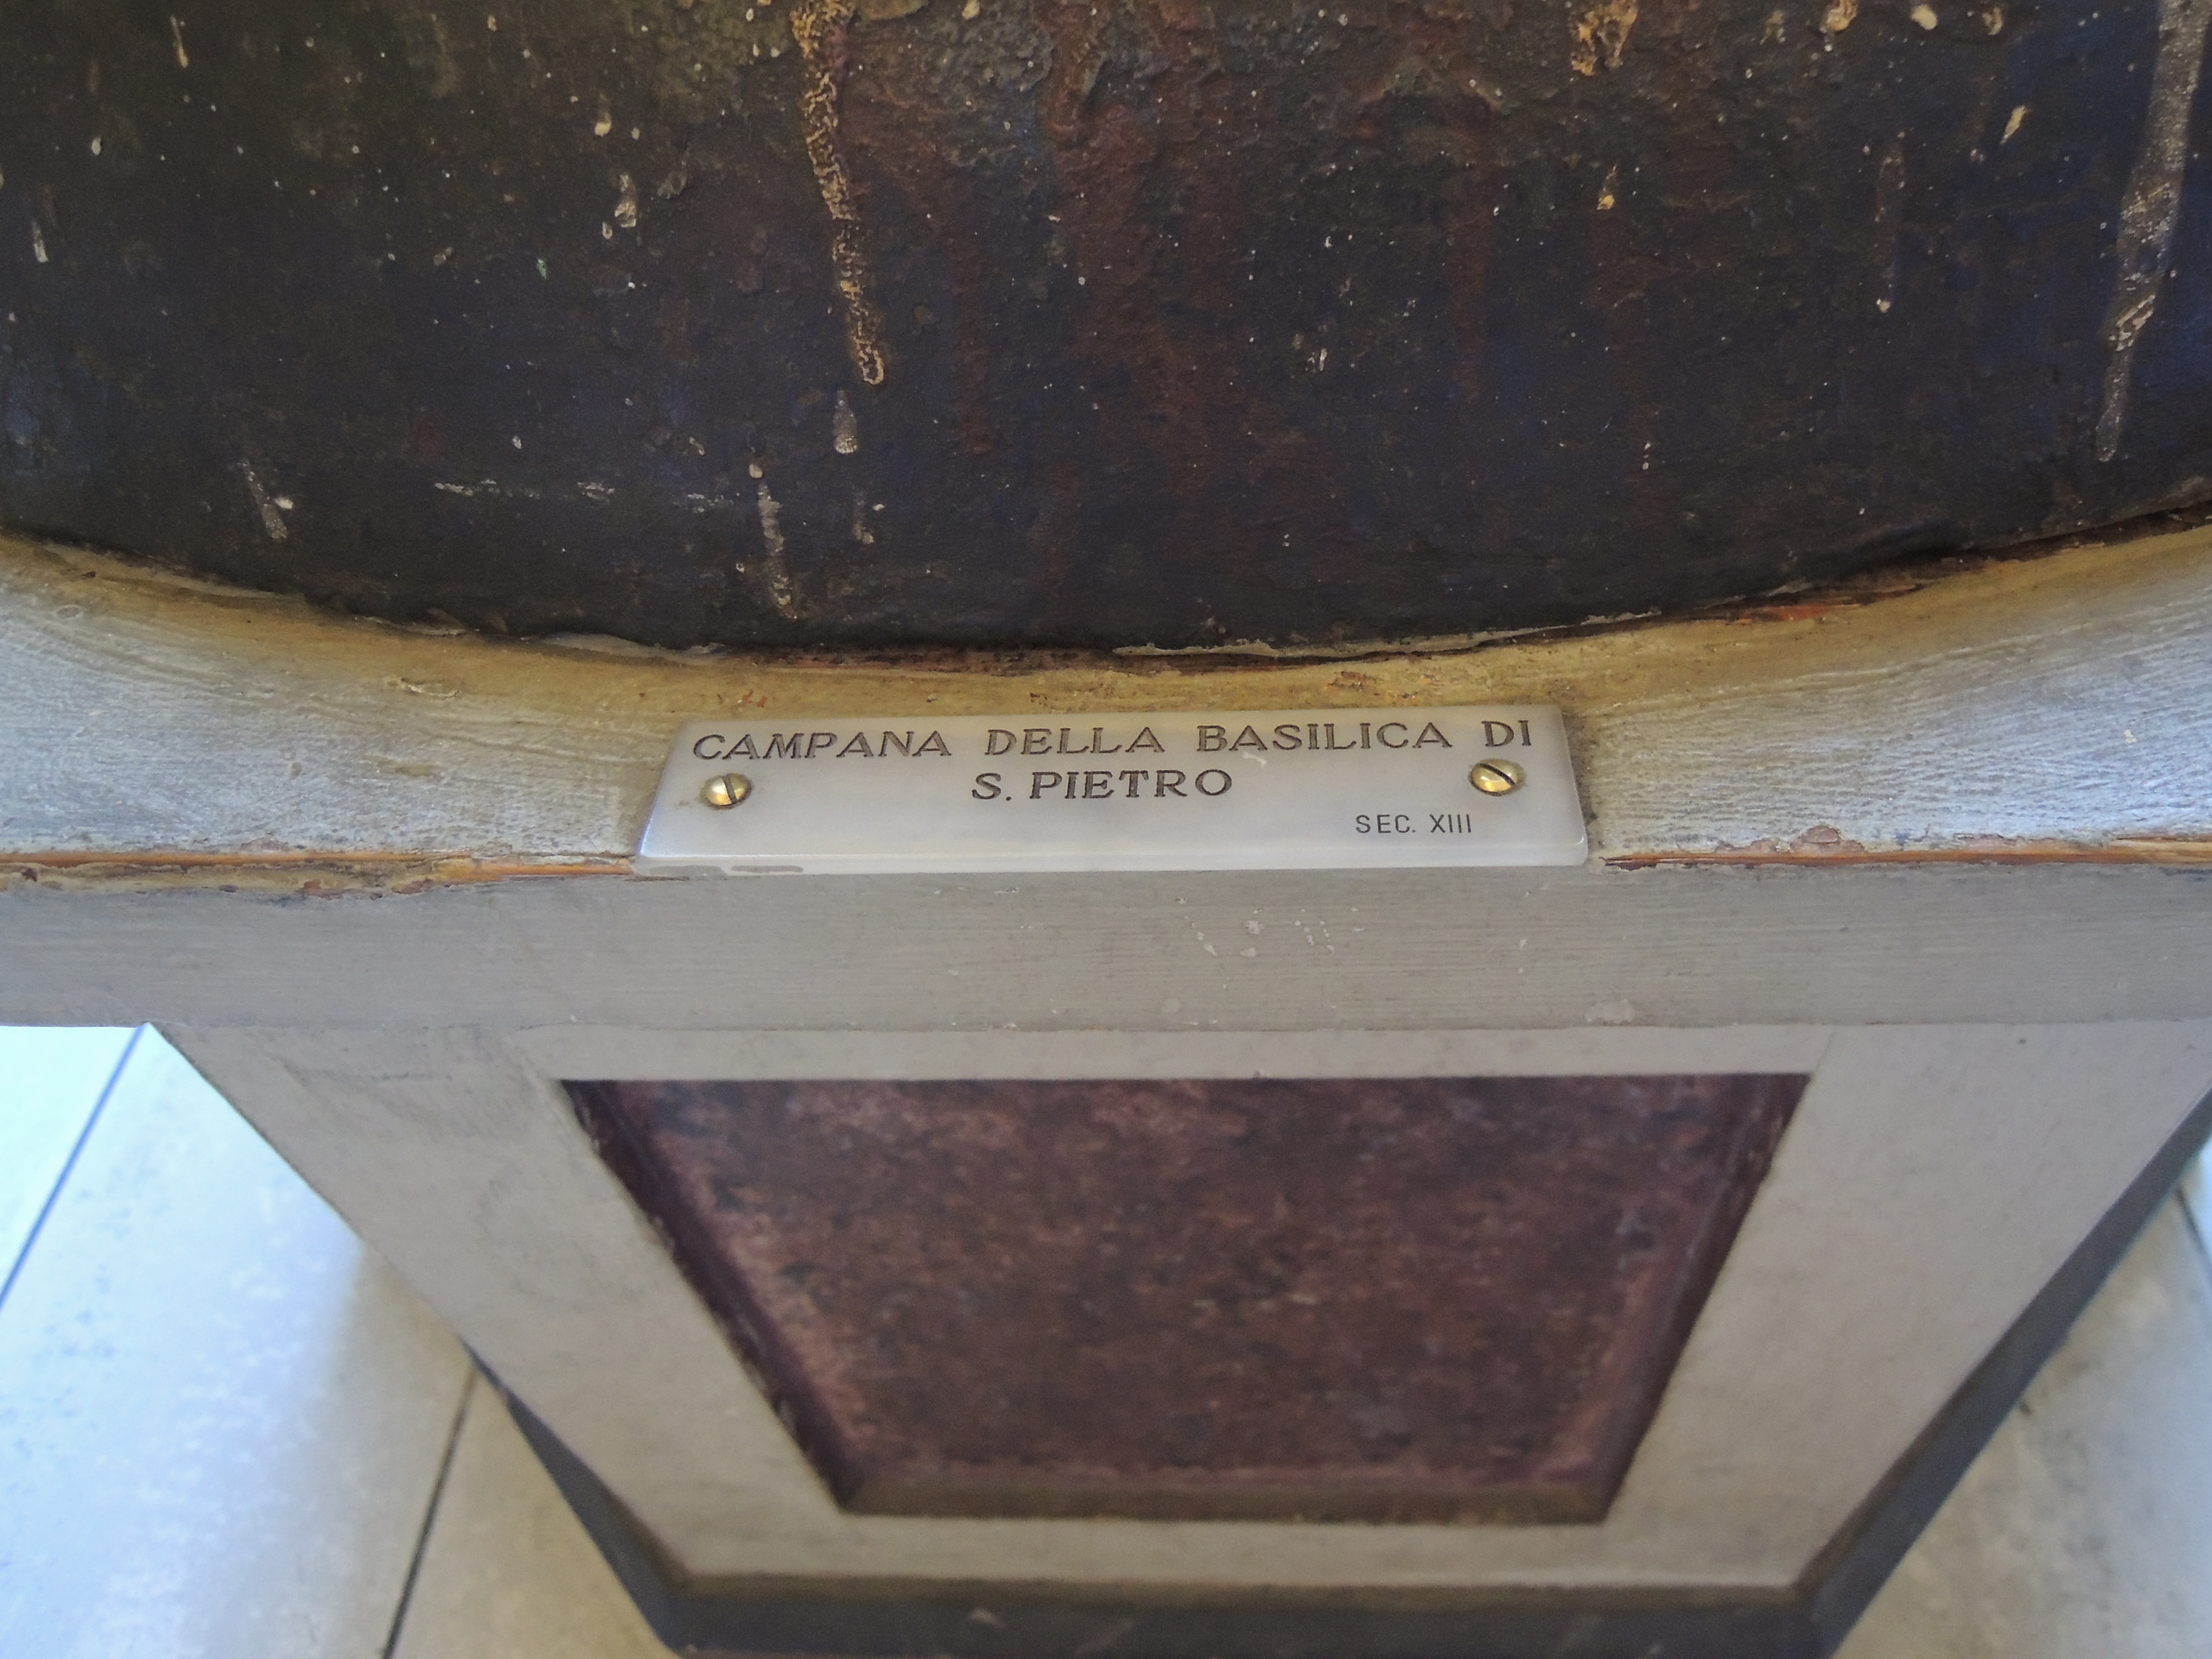 CAMPANA DELLA BASILICA DI
S. PIETRO
SEC. XIII